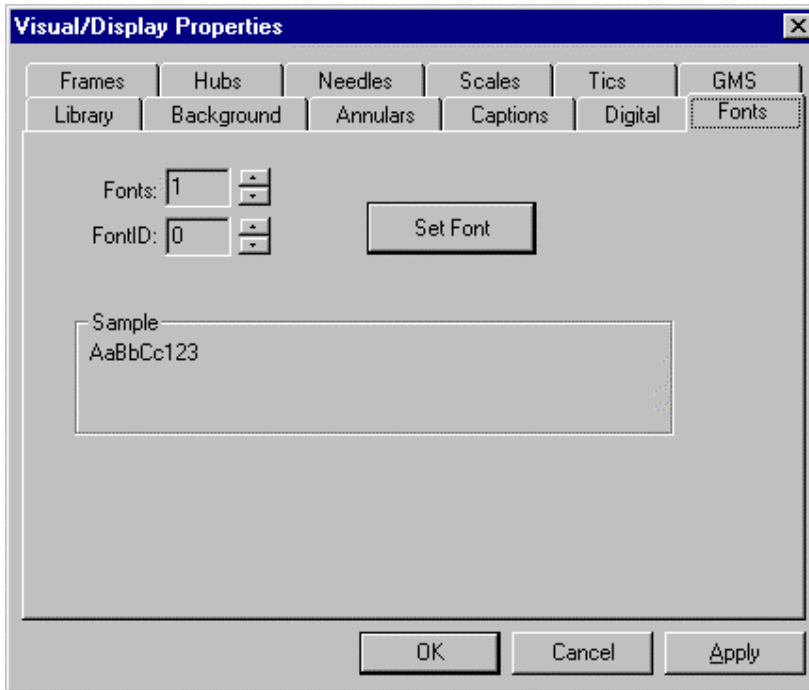 Visual/Display Properties
Frames Hubs Needles Scales Tics GMS
Library Background Annulars Captions Digital Fonts
Fonts: 1
FontID: 0
Set Font
Sample
AaBbCc123
OK Cancel Apply